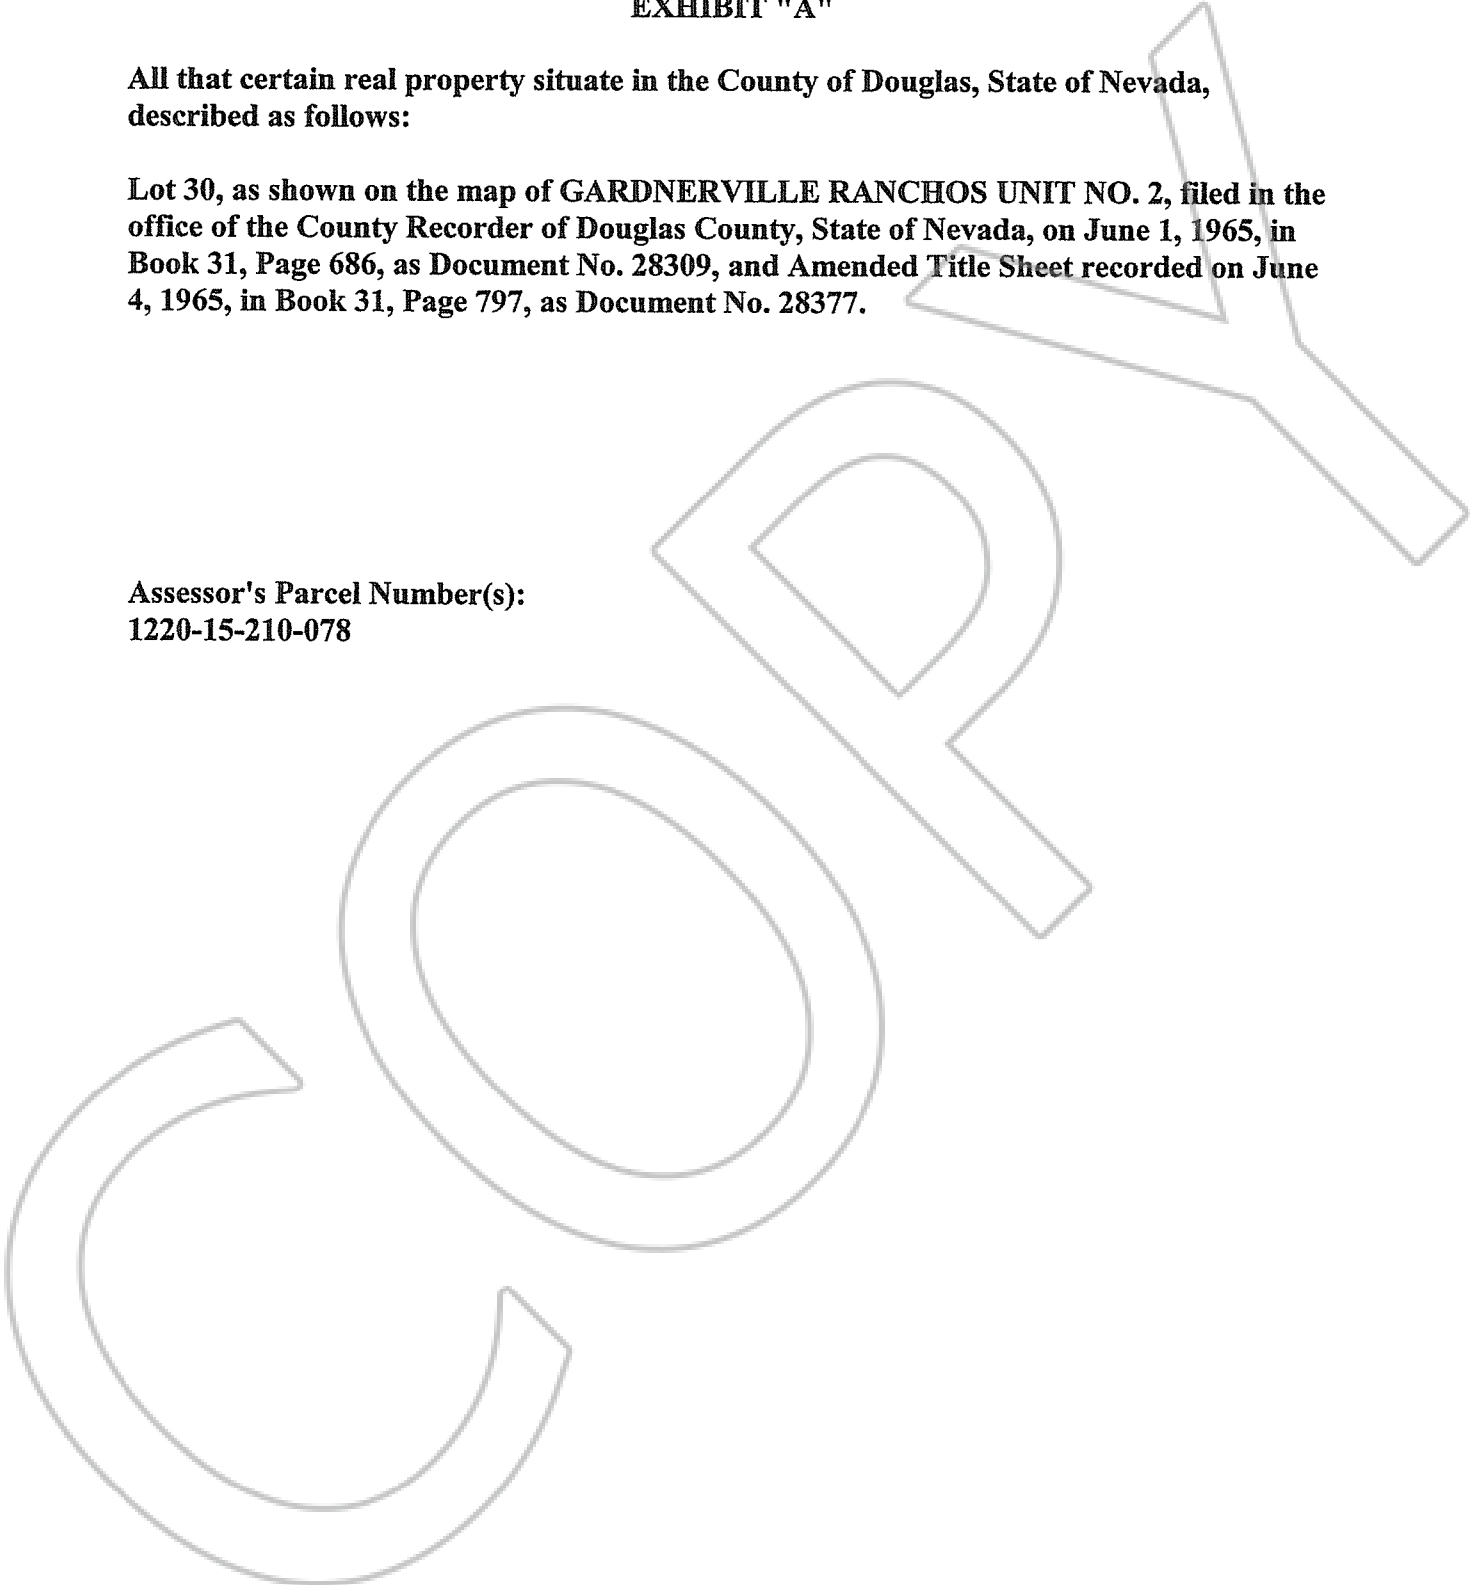 EXHIBIT "A"
All that certain real property situate in the County of Douglas, State of Nevada,
described as follows:
Lot 30, as shown on the map of GARDNERVILLE RANCHOS UNIT NO. 2, filed in the
office of the County Recorder of Douglas County, State of Nevada, on June 1, 1965, in
Book 31, Page 686, as Document No. 28309, and Amended Title Sheet recorded on June
4, 1965, in Book 31, Page 797, as Document No. 28377.
Assessor's Parcel Number(s):
1220-15-210-078
COPY